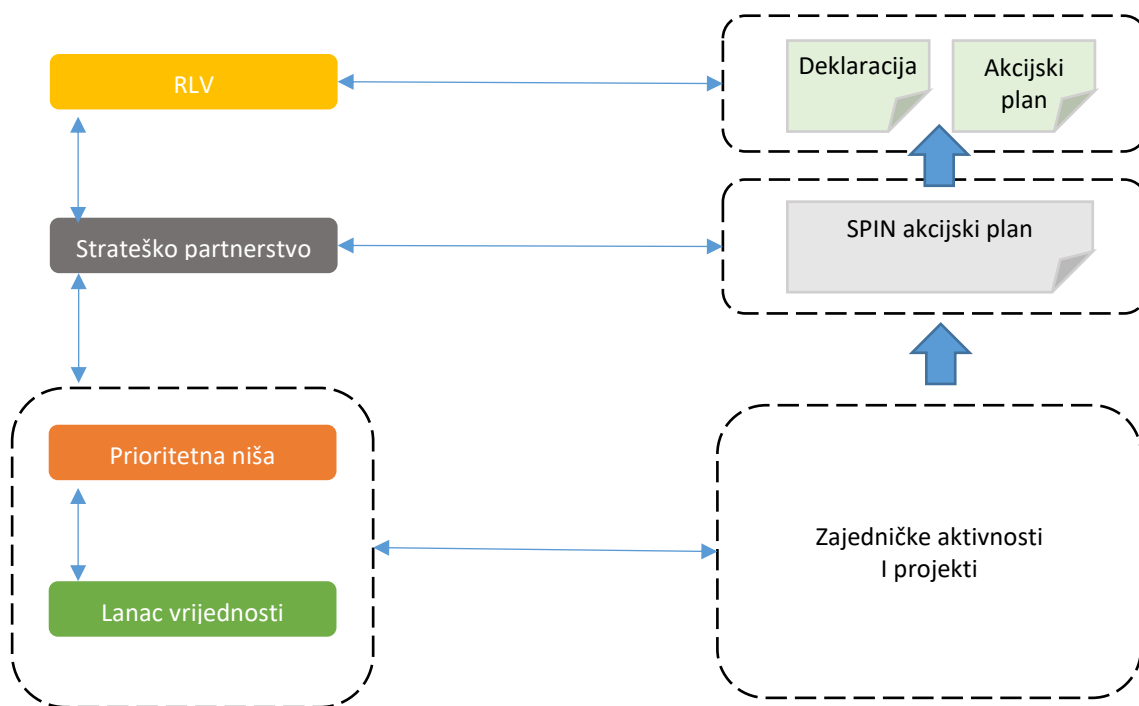 RLV
Deklaracija
Akcijski
plan
Strateško partnerstvo
SPIN akcijski plan
Prioritetna niša
Zajedničke aktivnosti
I projekti
Lanac vrijednosti